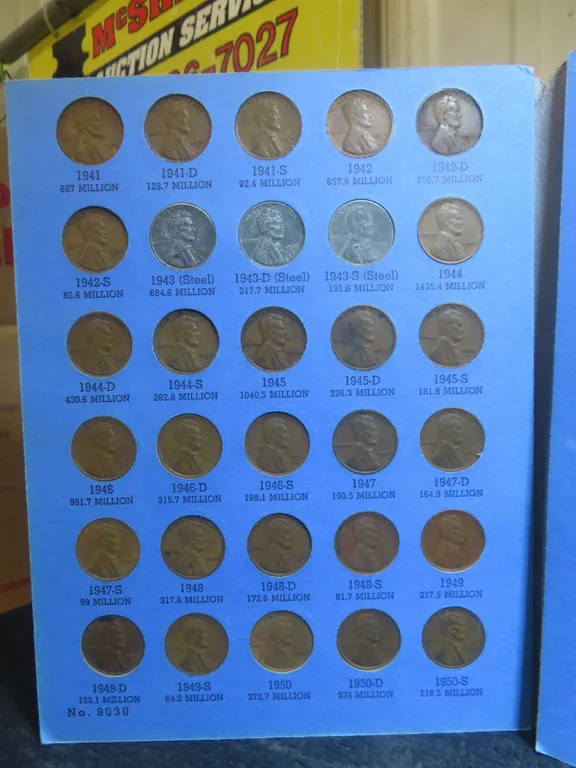 McSH
AUCTION SERVIC
6-7027
1941
887 MILLION
1941-D
128.7 MILLION
1941-S
92.4 MILLION
1942
657.8 MILLION
1942-D
206.7 MILLION
1942-S
85.6 MILLION
1943 (Steel)
684.6 MILLION
1943-D (Steel)
217.7 MILLION
1943-S (Steel)
191.6 MILLION
1944
1435.4 MILLION
1944-D
430.6 MILLION
1944-S
282.8 MILLION
1945
1040.5 MILLION
1945-D
226.3 MILLION
1945-S
181.8 MILLION
1946
991.7 MILLION
1946-D
315.7 MILLION
1946-S
198.1 MILLION
1947
190.5 MILLION
1947-D
164.9 MILLION
1947-S
99 MILLION
1948
317.6 MILLION
1948-D
172.6 MILLION
1948-S
81.7 MILLION
1949
217.5 MILLION
1949-D
153.1 MILLION
1949-S
64.3 MILLION
1950
272.7 MILLION
1950-D
335 MILLION
1950-S
118.5 MILLION
No. 9030